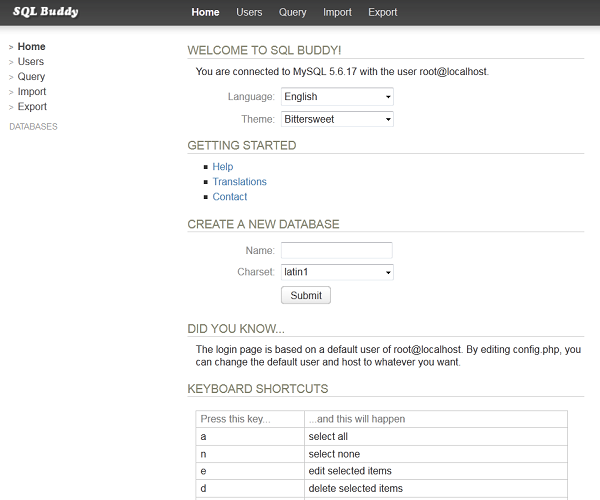 SQL Buddy
Home Users Query Import Export
> Home
> Users
> Query
> Import
> Export
DATABASES
WELCOME TO SQL BUDDY!
You are connected to MySQL 5.6.17 with the user root@localhost.
Language: English
Theme: Bittersweet
GETTING STARTED
Help
Translations
Contact
CREATE A NEW DATABASE
Name:
Charset: latin1
Submit
DID YOU KNOW...
The login page is based on a default user of root@localhost. By editing config.php, you
can change the default user and host to whatever you want.
KEYBOARD SHORTCUTS
Press this key... ...and this will happen
a select all
n select none
e edit selected items
d delete selected items